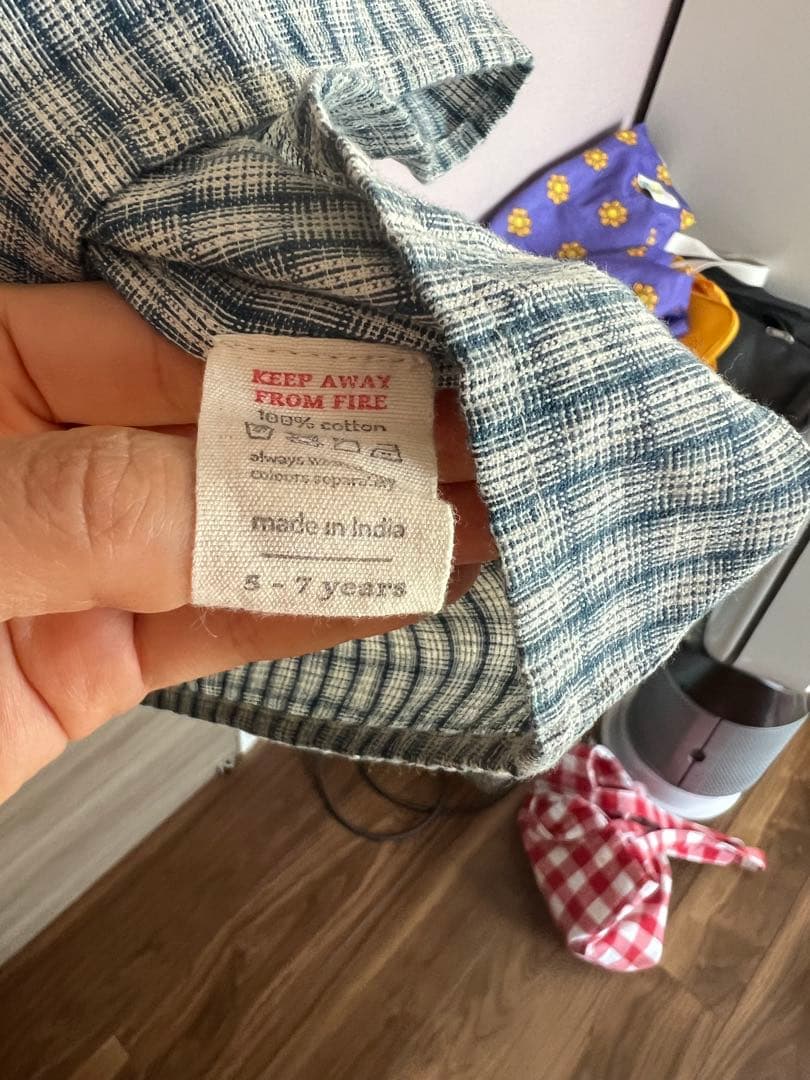 KEEP AWAY
FROM FIRE
100% cotton
always
colours separately
made in India
5 - 7 years